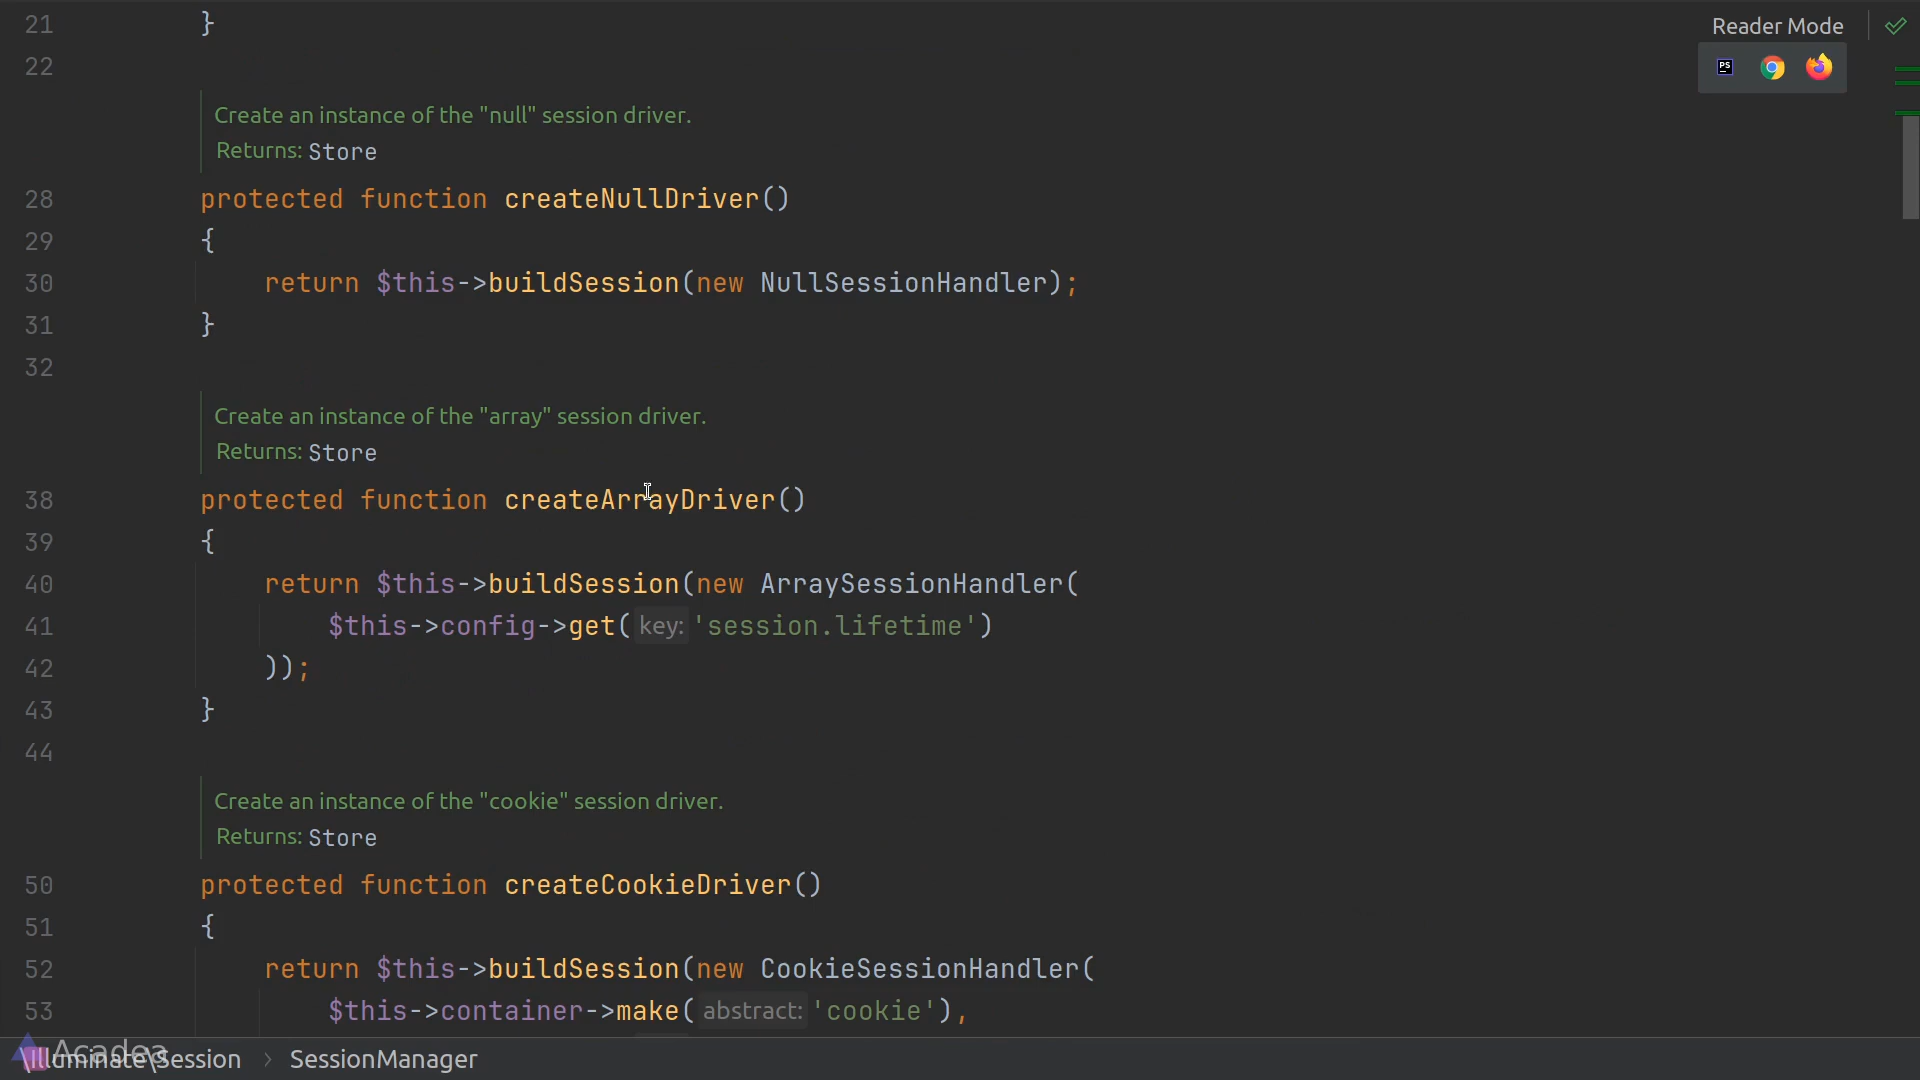 21 }
Reader Mode
22
Create an instance of the "null" session driver.
Returns: Store
28 protected function createNullDriver()
29 {
30 return $this->buildSession(new NullSessionHandler);
31 }
32
Create an instance of the "array" session driver.
Returns: Store
38 protected function createArrayDriver()
39 {
40 return $this->buildSession(new ArraySessionHandler(
41 $this->config->get( key: 'session.lifetime')
42 ));
43 }
44
Create an instance of the "cookie" session driver.
Returns: Store
50 protected function createCookieDriver()
51 {
52 return $this->buildSession(new CookieSessionHandler(
53 $this->container->make( abstract: 'cookie'),
Acadea
\Illuminate\Session > SessionManager